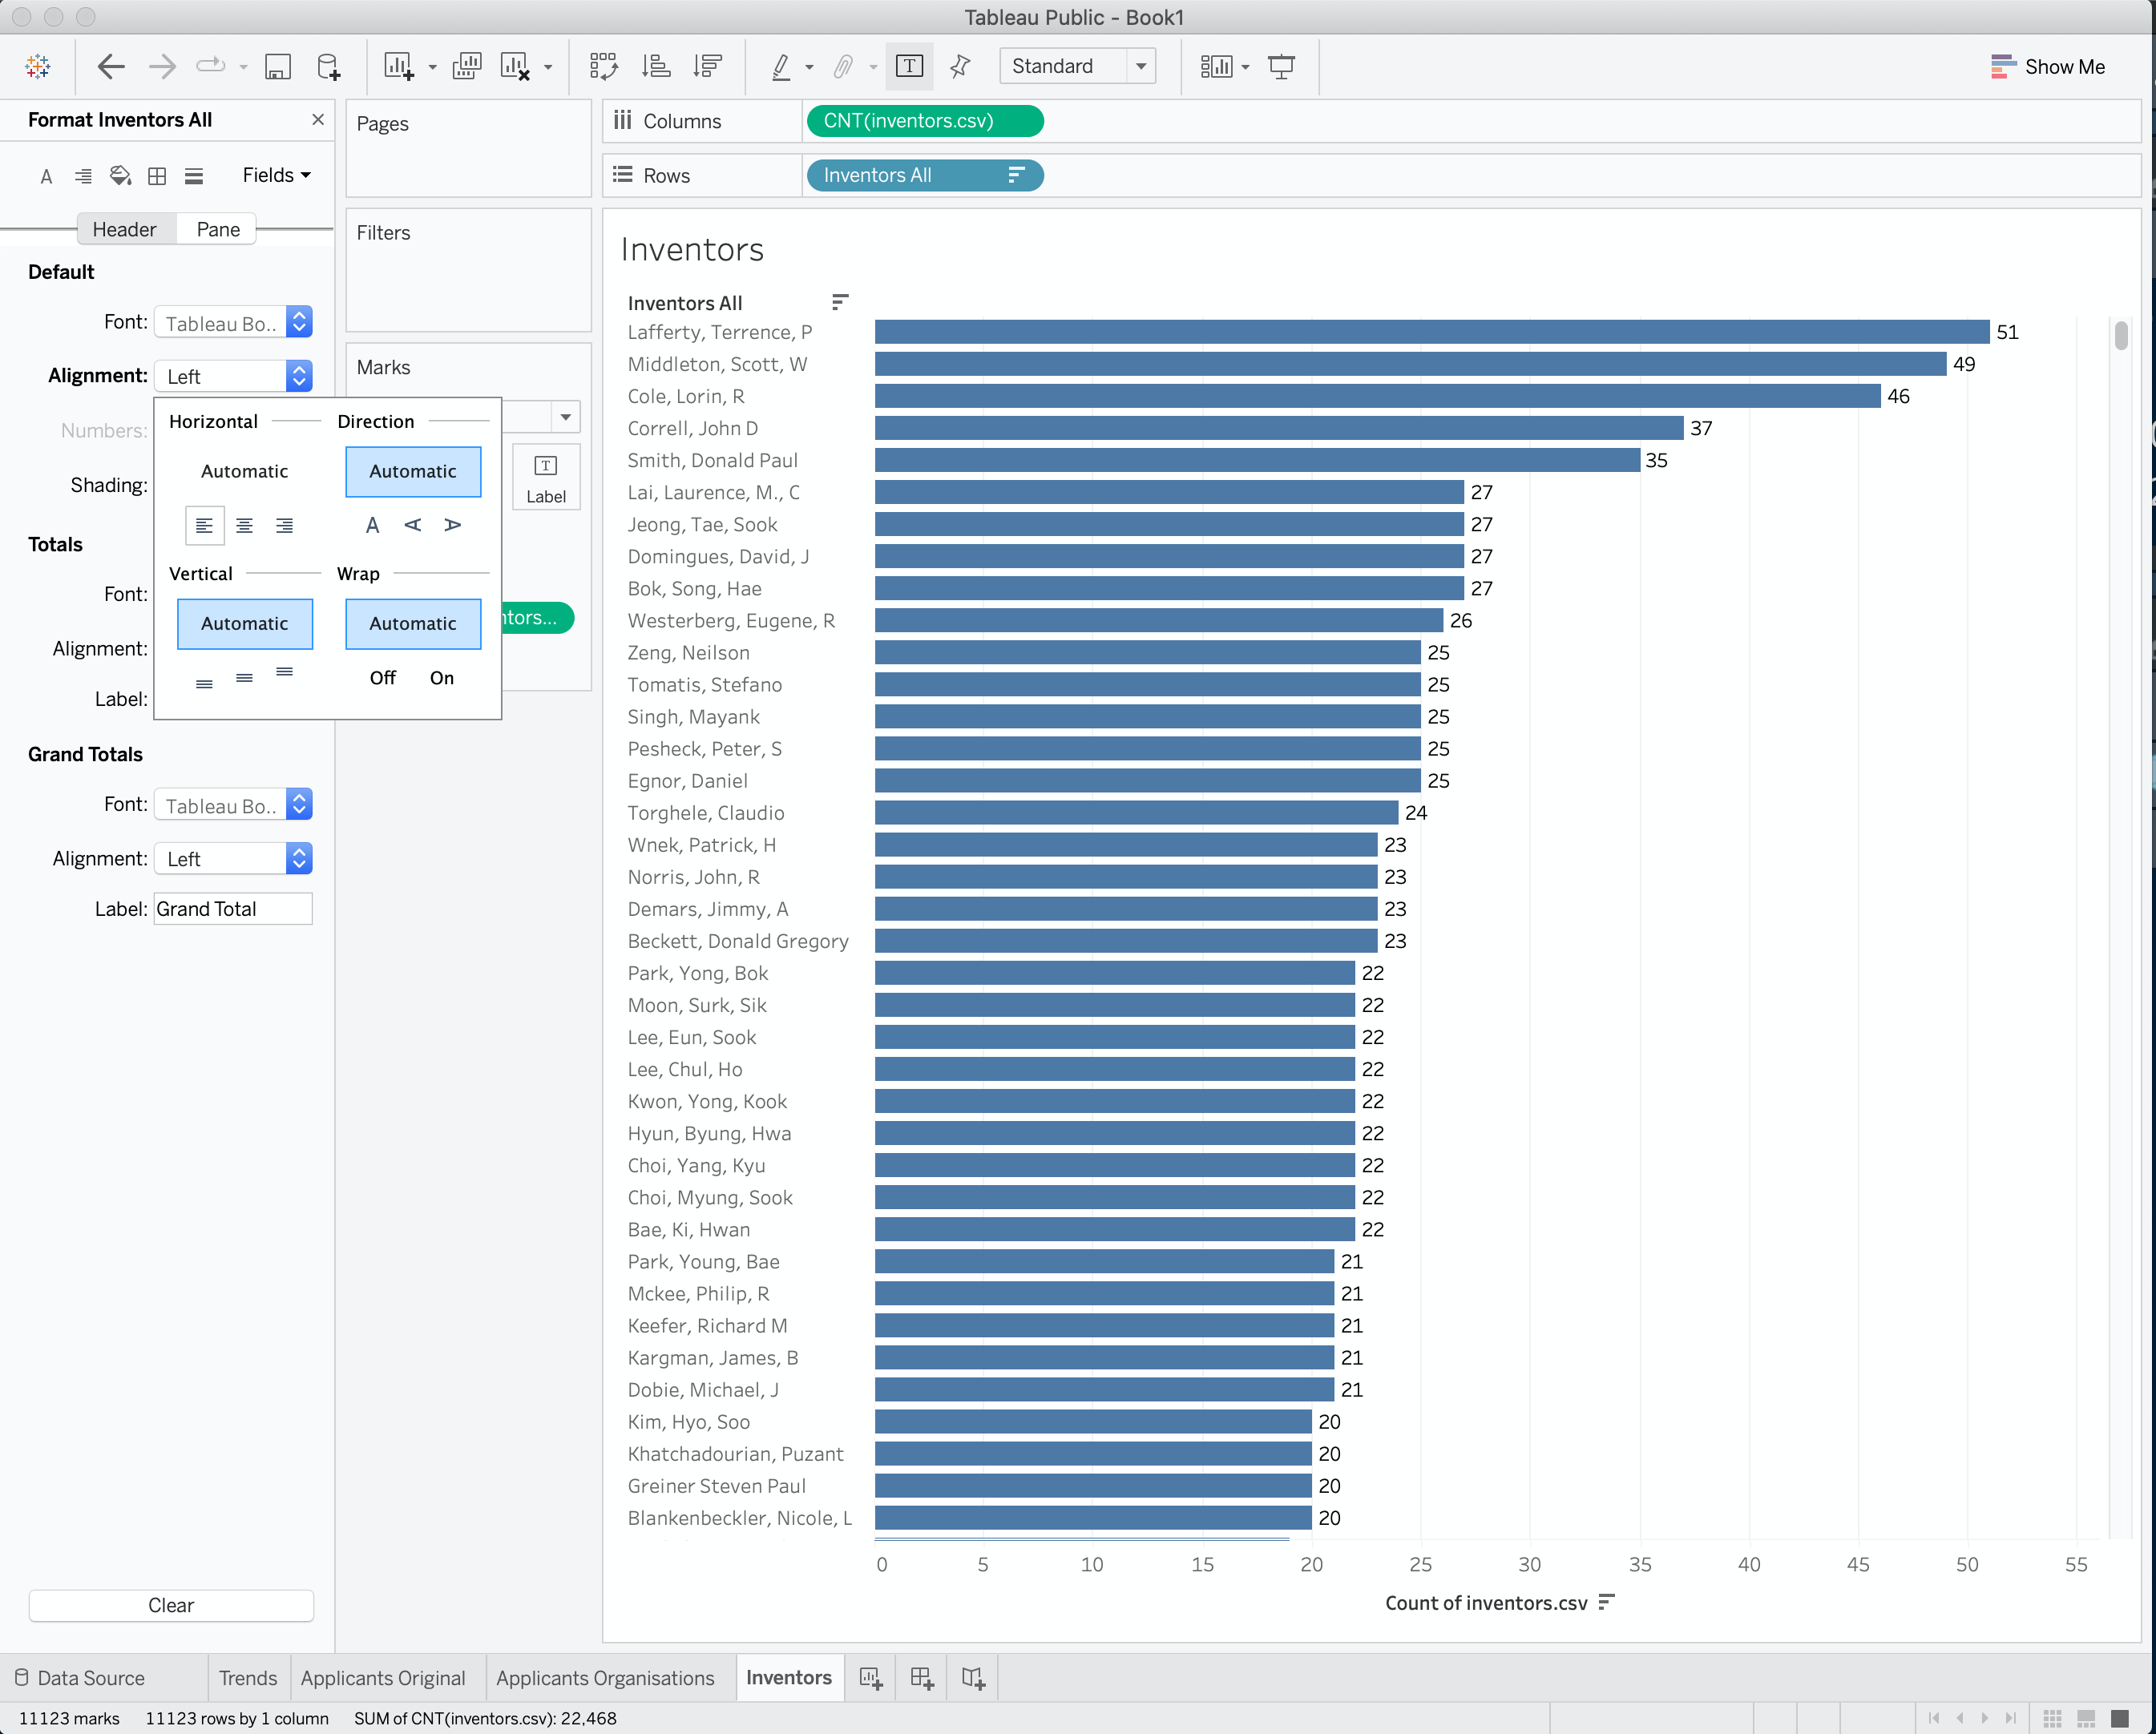 Tableau Public - Book1
Standard
Show Me
Format Inventors All
Fields
Header Pane
Default
Font: Tableau Bo..
Alignment: Left
Numbers:
Shading:
Horizontal Direction
Automatic Automatic
A A A
Vertical Wrap
Automatic Automatic
Off On
Totals
Font:
Alignment:
Label:
Grand Totals
Font: Tableau Bo..
Alignment: Left
Label: Grand Total
Clear
Pages
Filters
Marks
T
Label
ntors...
Columns CNT(inventors.csv)
Rows Inventors All
Inventors
Inventors All
Lafferty, Terrence, P 51
Middleton, Scott, W 49
Cole, Lorin, R 46
Correll, John D 37
Smith, Donald Paul 35
Lai, Laurence, M., C 27
Jeong, Tae, Sook 27
Domingues, David, J 27
Bok, Song, Hae 27
Westerberg, Eugene, R 26
Zeng, Neilson 25
Tomatis, Stefano 25
Singh, Mayank 25
Pesheck, Peter, S 25
Egnor, Daniel 25
Torghele, Claudio 24
Wnek, Patrick, H 23
Norris, John, R 23
Demars, Jimmy, A 23
Beckett, Donald Gregory 23
Park, Yong, Bok 22
Moon, Surk, Sik 22
Lee, Eun, Sook 22
Lee, Chul, Ho 22
Kwon, Yong, Kook 22
Hyun, Byung, Hwa 22
Choi, Yang, Kyu 22
Choi, Myung, Sook 22
Bae, Ki, Hwan 22
Park, Young, Bae 21
Mckee, Philip, R 21
Keefer, Richard M 21
Kargman, James, B 21
Dobie, Michael, J 21
Kim, Hyo, Soo 20
Khatchadourian, Puzant 20
Greiner Steven Paul 20
Blankenbeckler, Nicole, L 20
0 5 10 15 20 25 30 35 40 45 50 55
Count of inventors.csv
Data Source Trends Applicants Original Applicants Organisations Inventors
11123 marks 11123 rows by 1 column SUM of CNT(inventors.csv): 22,468